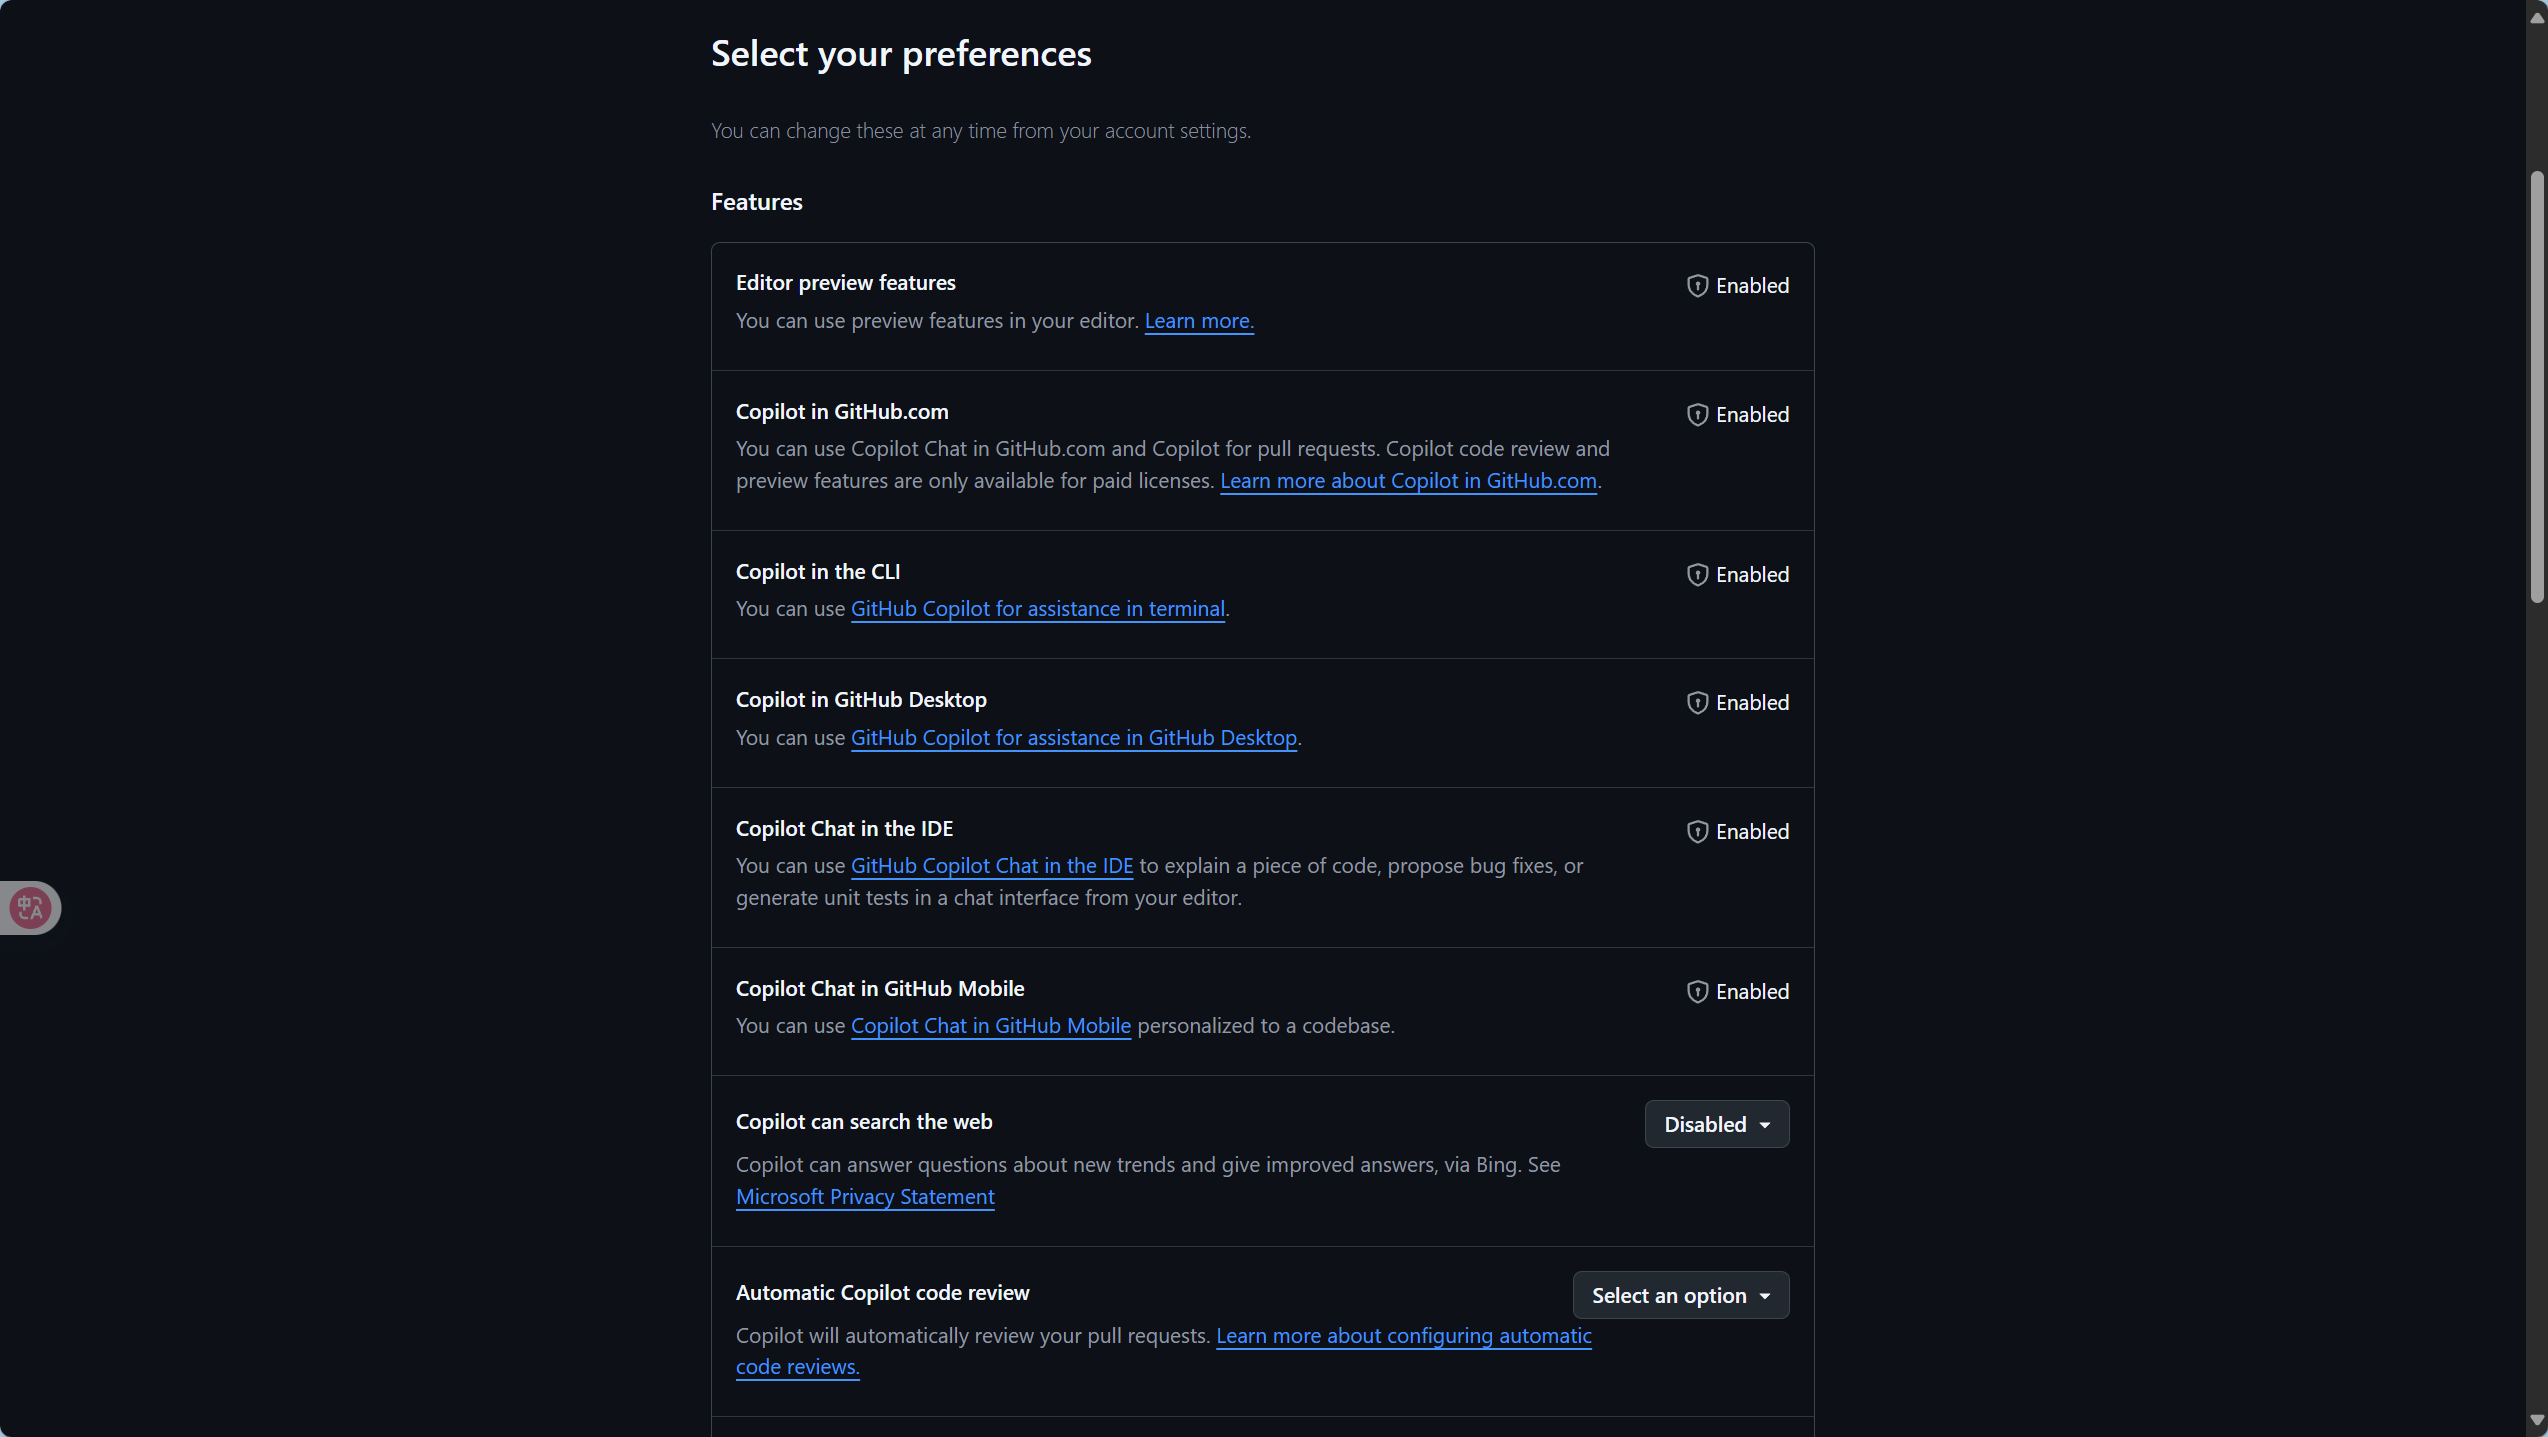 Select your preferences
You can change these at any time from your account settings.
Features
Editor preview features
Enabled
You can use preview features in your editor. Learn more.
Copilot in GitHub.com
Enabled
You can use Copilot Chat in GitHub.com and Copilot for pull requests. Copilot code review and
preview features are only available for paid licenses. Learn more about Copilot in GitHub.com.
Copilot in the CLI
Enabled
You can use GitHub Copilot for assistance in terminal.
Copilot in GitHub Desktop
Enabled
You can use GitHub Copilot for assistance in GitHub Desktop.
Copilot Chat in the IDE
Enabled
You can use GitHub Copilot Chat in the IDE to explain a piece of code, propose bug fixes, or
generate unit tests in a chat interface from your editor.
Copilot Chat in GitHub Mobile
Enabled
You can use Copilot Chat in GitHub Mobile personalized to a codebase.
Copilot can search the web
Disabled
Copilot can answer questions about new trends and give improved answers, via Bing. See
Microsoft Privacy Statement
Automatic Copilot code review
Select an option
Copilot will automatically review your pull requests. Learn more about configuring automatic
code reviews.
中A